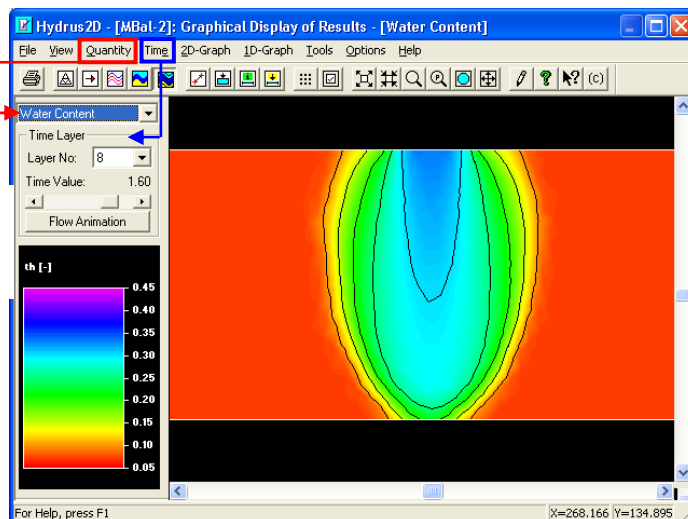 Hydrus2D - [MBal-2]: Graphical Display of Results - [Water Content]
File View Quantity Time 2D-Graph 1D-Graph Tools Options Help
(c)
Water Content
Time Layer
Layer No: 8
Time Value: 1.60
Flow Animation
th [-]
0.45
0.40
0.35
0.30
0.25
0.20
0.15
0.10
0.05
For Help, press F1
X=268.166 Y=134.895